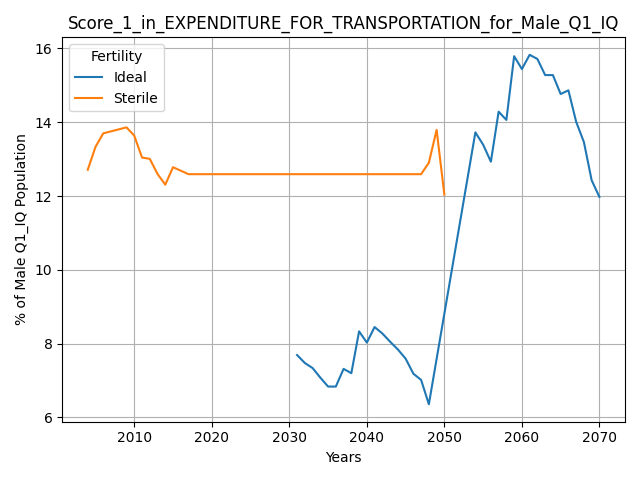 Score_1_in_EXPENDITURE_FOR_TRANSPORTATION_for_Male_Q1_IQ
Fertility
Ideal
Sterile
% of Male Q1_IQ Population
16
14
12
10
8
6
2010 2020 2030 2040 2050 2060 2070
Years